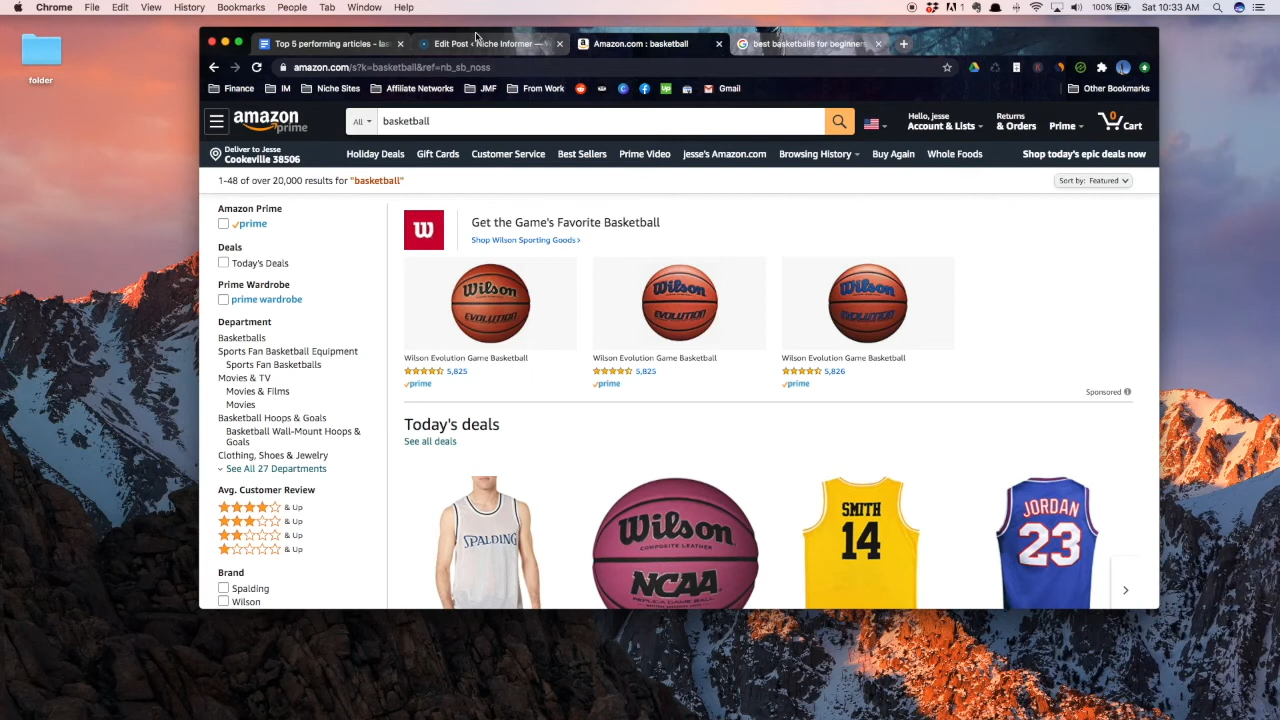 Chrome File Edit View History Bookmarks People Tab Window Help
1 100% Sat 10:33 AM
folder
Top 5 performing articles - las
Edit Post ‹ Niche Informer — W
Amazon.com : basketball
best basketballs for beginners
amazon.com/s?k=basketball&ref=nb_sb_noss
Finance IM Niche Sites Affiliate Networks JMF From Work Gmail Other Bookmarks
amazon prime
All basketball
Hello, jesse
Account & Lists
Returns
& Orders
Prime
0
Cart
Deliver to Jesse
Cookeville 38506
Holiday Deals Gift Cards Customer Service Best Sellers Prime Video jesse's Amazon.com Browsing History Buy Again Whole Foods Shop today's epic deals now
1-48 of over 20,000 results for "basketball"
Sort by: Featured
Amazon Prime
prime
Deals
Today's Deals
Prime Wardrobe
prime wardrobe
Department
Basketballs
Sports Fan Basketball Equipment
Sports Fan Basketballs
Movies & TV
Movies & Films
Movies
Basketball Hoops & Goals
Basketball Wall-Mount Hoops &
Goals
Clothing, Shoes & Jewelry
See All 27 Departments
Avg. Customer Review
& Up
& Up
& Up
& Up
Brand
Spalding
Wilson
W
Get the Game's Favorite Basketball
Shop Wilson Sporting Goods ›
Wilson
EVOLUTION
Wilson
EVOLUTION
Wilson
EVOLUTION
Wilson Evolution Game Basketball
5,825
prime
Wilson Evolution Game Basketball
5,825
prime
Wilson Evolution Game Basketball
5,826
prime
Sponsored
Today's deals
See all deals
SPALDING
Wilson
COMPOSITE LEATHER
NCAA
REPLICA GAME BALL
SMITH
14
JORDAN
23